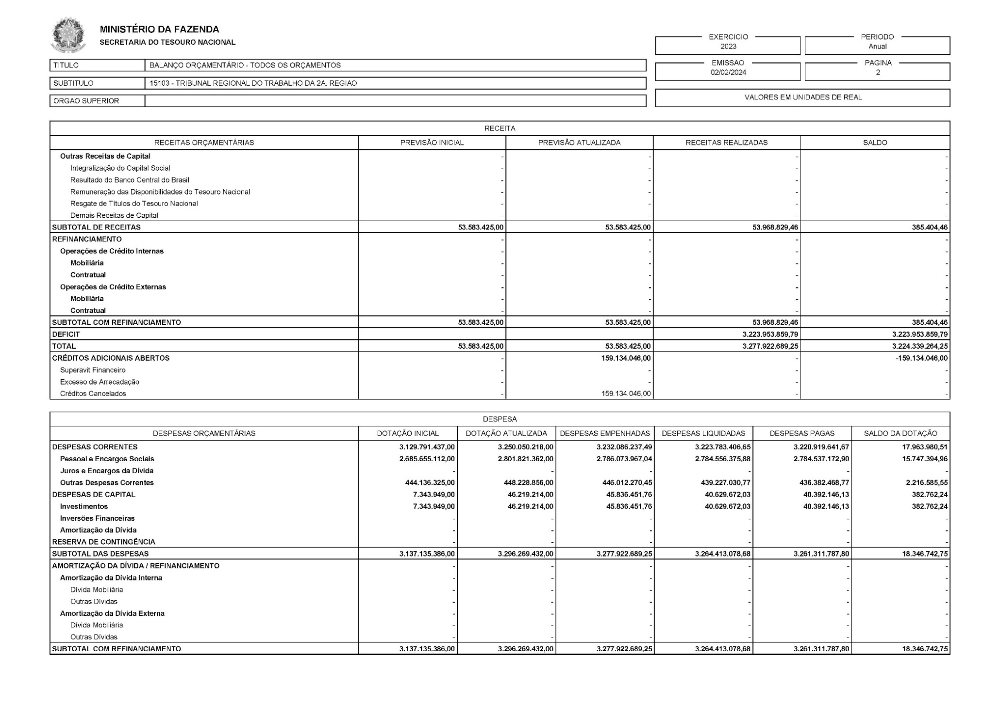 MINISTÉRIO DA FAZENDA
SECRETARIA DO TESOURO NACIONAL
EXERCICIO
2023
PERIODO
Anual
TITULO BALANÇO ORÇAMENTÁRIO - TODOS OS ORÇAMENTOS
EMISSAO
02/02/2024
PAGINA
2
SUBTITULO 15103 - TRIBUNAL REGIONAL DO TRABALHO DA 2A. REGIAO
ORGAO SUPERIOR
VALORES EM UNIDADES DE REAL
RECEITA
RECEITAS ORÇAMENTÁRIAS PREVISÃO INICIAL PREVISÃO ATUALIZADA RECEITAS REALIZADAS SALDO
Outras Receitas de Capital - - - -
Integralização do Capital Social - - - -
Resultado do Banco Central do Brasil - - - -
Remuneração das Disponibilidades do Tesouro Nacional - - - -
Resgate de Títulos do Tesouro Nacional - - - -
Demais Receitas de Capital - - - -
SUBTOTAL DE RECEITAS 53.583.425,00 53.583.425,00 53.968.829,46 385.404,46
REFINANCIAMENTO - - - -
Operações de Crédito Internas - - - -
Mobiliária - - - -
Contratual - - - -
Operações de Crédito Externas - - - -
Mobiliária - - - -
Contratual - - - -
SUBTOTAL COM REFINANCIAMENTO 53.583.425,00 53.583.425,00 53.968.829,46 385.404,46
DEFICIT 3.223.953.859,79 3.223.953.859,79
TOTAL 53.583.425,00 53.583.425,00 3.277.922.689,25 3.224.339.264,25
CRÉDITOS ADICIONAIS ABERTOS - 159.134.046,00 - -159.134.046,00
Superavit Financeiro - - - -
Excesso de Arrecadação - - - -
Créditos Cancelados - 159.134.046,00 - -
DESPESA
DESPESAS ORÇAMENTÁRIAS DOTAÇÃO INICIAL DOTAÇÃO ATUALIZADA DESPESAS EMPENHADAS DESPESAS LIQUIDADAS DESPESAS PAGAS SALDO DA DOTAÇÃO
DESPESAS CORRENTES 3.129.791.437,00 3.250.050.218,00 3.232.086.237,49 3.223.783.406,65 3.220.919.641,67 17.963.980,51
Pessoal e Encargos Sociais 2.685.655.112,00 2.801.821.362,00 2.786.073.967,04 2.784.556.375,88 2.784.537.172,90 15.747.394,96
Juros e Encargos da Dívida - - - - - -
Outras Despesas Correntes 444.136.325,00 448.228.856,00 446.012.270,45 439.227.030,77 436.382.468,77 2.216.585,55
DESPESAS DE CAPITAL 7.343.949,00 46.219.214,00 45.836.451,76 40.629.672,03 40.392.146,13 382.762,24
Investimentos 7.343.949,00 46.219.214,00 45.836.451,76 40.629.672,03 40.392.146,13 382.762,24
Inversões Financeiras - - - - - -
Amortização da Dívida - - - - - -
RESERVA DE CONTINGÊNCIA - - - - - -
SUBTOTAL DAS DESPESAS 3.137.135.386,00 3.296.269.432,00 3.277.922.689,25 3.264.413.078,68 3.261.311.787,80 18.346.742,75
AMORTIZAÇÃO DA DÍVIDA / REFINANCIAMENTO - - - - - -
Amortização da Dívida Interna - - - - - -
Dívida Mobiliária - - - - - -
Outras Dívidas - - - - - -
Amortização da Dívida Externa - - - - - -
Dívida Mobiliária - - - - - -
Outras Dívidas - - - - - -
SUBTOTAL COM REFINANCIAMENTO 3.137.135.386,00 3.296.269.432,00 3.277.922.689,25 3.264.413.078,68 3.261.311.787,80 18.346.742,75